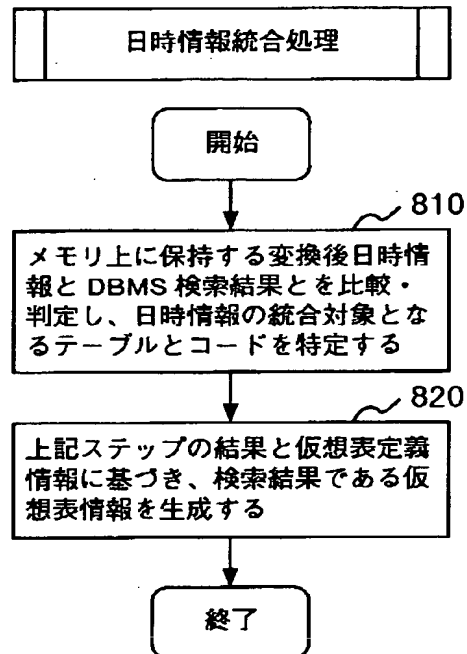 日時情報統合処理
開始
810
メモリ上に保持する変換後日時情
報と DBMS 検索結果とを比較・
判定し、日時情報の統合対象とな
るテーブルとコードを特定する
820
上記ステップの結果と仮想表定義
情報に基づき、検索結果である仮
想表情報を生成する
終了